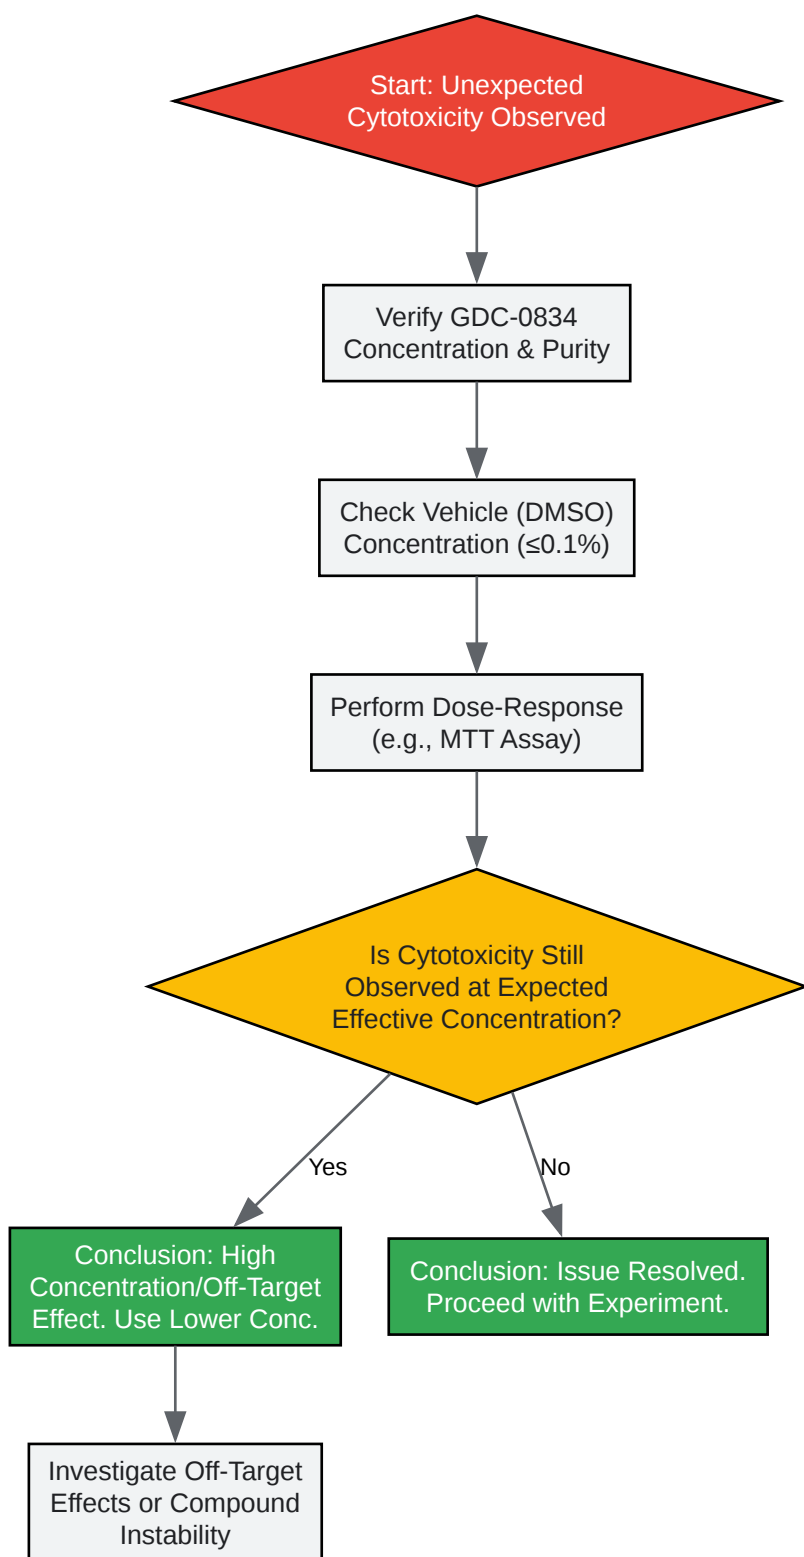 Start: Unexpected
Cytotoxicity Observed
Verify GDC-0834
Concentration & Purity
Check Vehicle (DMSO)
Concentration (≤0.1%)
Perform Dose-Response
(e.g., MTT Assay)
Is Cytotoxicity Still
Observed at Expected
Effective Concentration?
Yes
No
Conclusion: High
Concentration/Off-Target
Effect. Use Lower Conc.
Conclusion: Issue Resolved.
Proceed with Experiment.
Investigate Off-Target
Effects or Compound
Instability